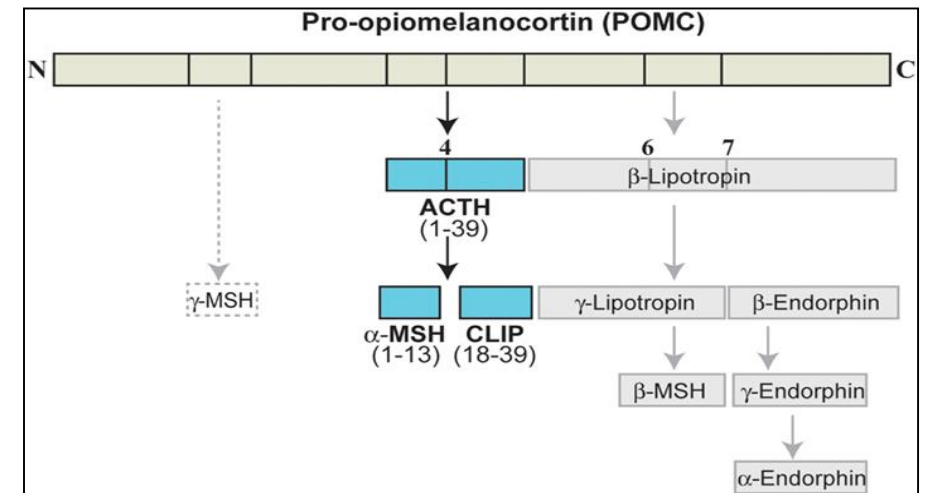 Pro-opiomelanocortin (POMC)
N C
4 6 7
β-Lipotropin
ACTH
(1-39)
γ-MSH γ-Lipotropin β-Endorphin
α-MSH CLIP
(1-13) (18-39)
β-MSH γ-Endorphin
α-Endorphin